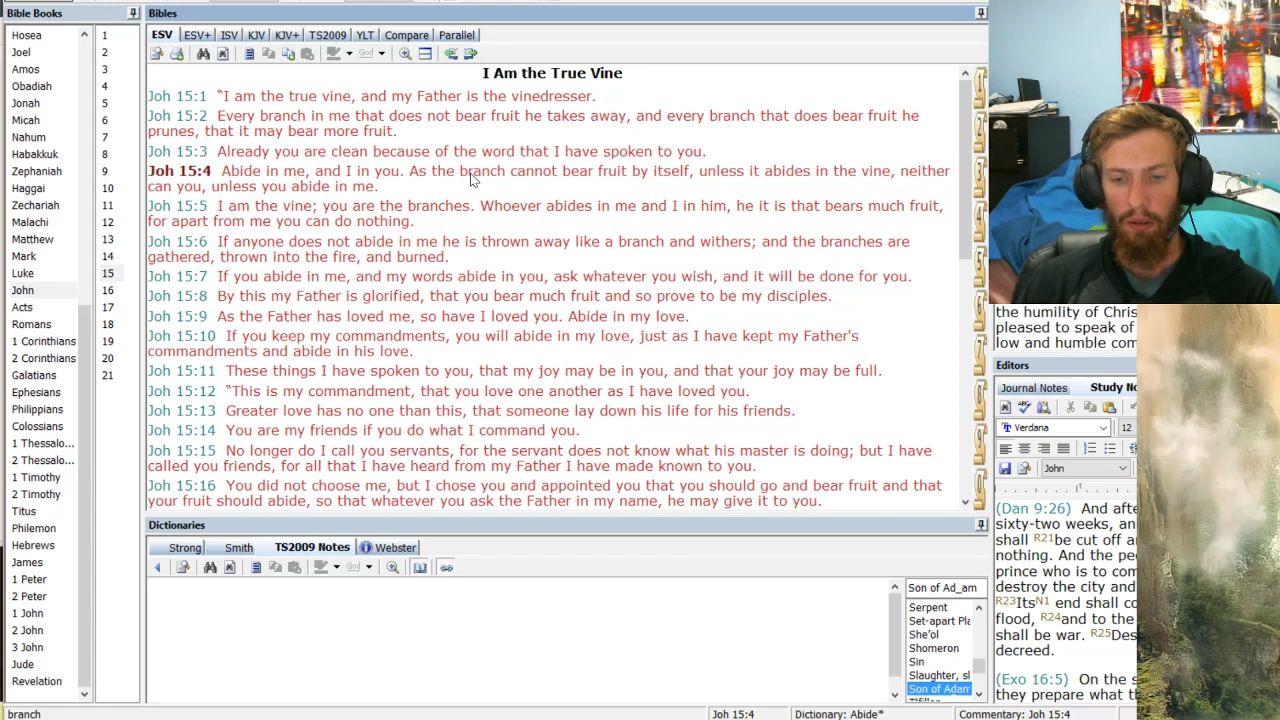 Bible Books
Hosea
Joel
Amos
Obadiah
Jonah
Micah
Nahum
Habakkuk
Zephaniah
Haggai
Zechariah
Malachi
Matthew
Mark
Luke
John
Acts
Romans
1 Corinthians
2 Corinthians
Galatians
Ephesians
Philippians
Colossians
1 Thessalo...
2 Thessalo...
1 Timothy
2 Timothy
Titus
Philemon
Hebrews
James
1 Peter
2 Peter
1 John
2 John
3 John
Jude
Revelation
1
2
3
4
5
6
7
8
9
10
11
12
13
14
15
16
17
18
19
20
21
Bibles
ESV ESV+ ISV KJV KJV+ TS2009 YLT Compare Parallel
God
I Am the True Vine
Joh 15:1 "I am the true vine, and my Father is the vinedresser.
Joh 15:2 Every branch in me that does not bear fruit he takes away, and every branch that does bear fruit he
prunes, that it may bear more fruit.
Joh 15:3 Already you are clean because of the word that I have spoken to you.
Joh 15:4 Abide in me, and I in you. As the branch cannot bear fruit by itself, unless it abides in the vine, neither
can you, unless you abide in me.
Joh 15:5 I am the vine; you are the branches. Whoever abides in me and I in him, he it is that bears much fruit,
for apart from me you can do nothing.
Joh 15:6 If anyone does not abide in me he is thrown away like a branch and withers; and the branches are
gathered, thrown into the fire, and burned.
Joh 15:7 If you abide in me, and my words abide in you, ask whatever you wish, and it will be done for you.
Joh 15:8 By this my Father is glorified, that you bear much fruit and so prove to be my disciples.
Joh 15:9 As the Father has loved me, so have I loved you. Abide in my love.
Joh 15:10 If you keep my commandments, you will abide in my love, just as I have kept my Father's
commandments and abide in his love.
Joh 15:11 These things I have spoken to you, that my joy may be in you, and that your joy may be full.
Joh 15:12 "This is my commandment, that you love one another as I have loved you.
Joh 15:13 Greater love has no one than this, that someone lay down his life for his friends.
Joh 15:14 You are my friends if you do what I command you.
Joh 15:15 No longer do I call you servants, for the servant does not know what his master is doing; but I have
called you friends, for all that I have heard from my Father I have made known to you.
Joh 15:16 You did not choose me, but I chose you and appointed you that you should go and bear fruit and that
your fruit should abide, so that whatever you ask the Father in my name, he may give it to you.
Dictionaries
Strong Smith TS2009 Notes Webster
God
Son of Ad_am
Serpent
Set-apart Pla
She'ol
Shomeron
Sin
Slaughter, sl
Son of Adam
the humility of Chris
pleased to speak of
low and humble com
Editors
Journal Notes Study No
Verdana 12
John
1
(Dan 9:26) And afte
sixty-two weeks, an
shall R21be cut off a
nothing. And the pe
prince who is to com
destroy the city and
R23ItsN1 end shall co
flood, R24and to the
shall be war. R25Des
decreed.
(Exo 16:5) On the s
they prepare what t
branch
Joh 15:4
Dictionary: Abide*
Commentary: Joh 15:4